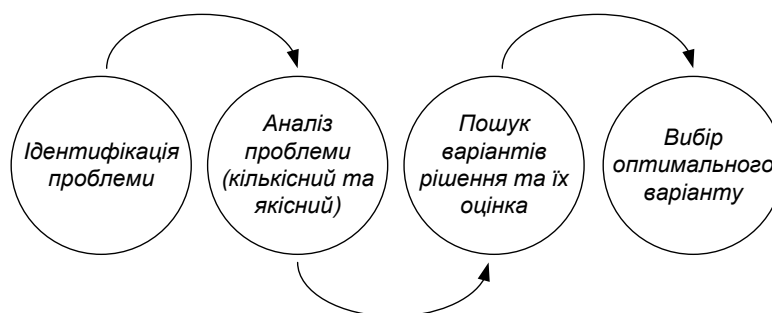 Ідентифікація
проблеми
Аналіз
проблеми
(кількісний та
якісний)
Пошук
варіантів
рішення та їх
оцінка
Вибір
оптимального
варіанту